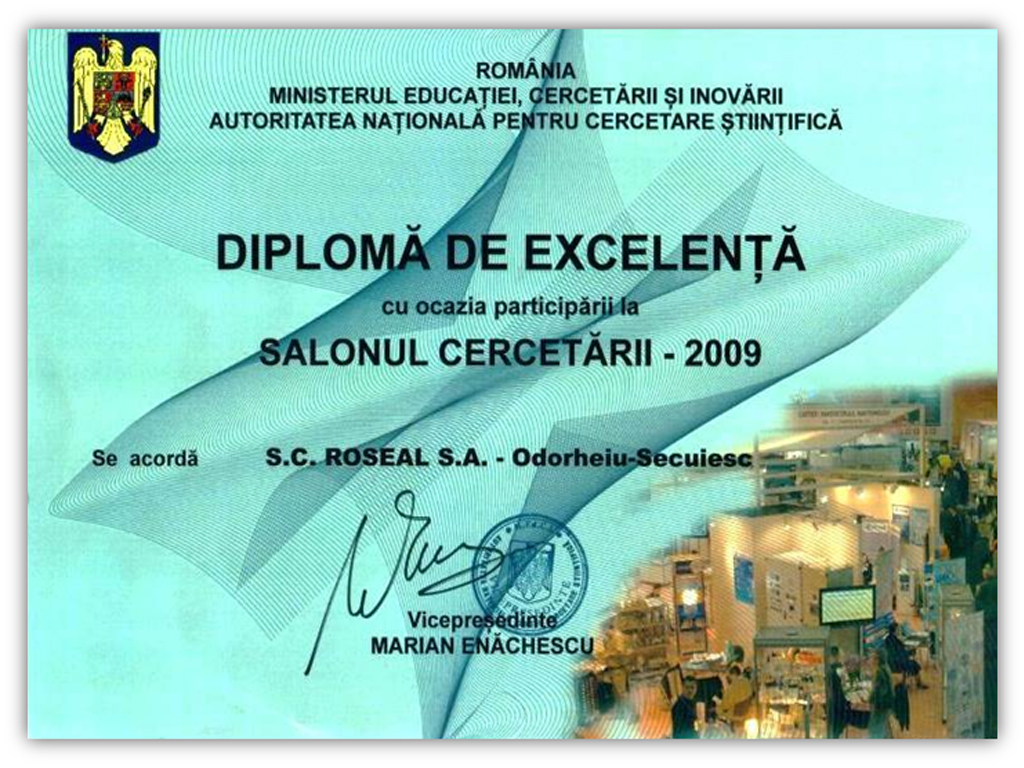 ROMÂNIA
MINISTERUL EDUCAȚIEI, CERCETĂRII ȘI INOVĂRII
AUTORITATEA NAȚIONALĂ PENTRU CERCETARE ȘTIINȚIFICĂ
DIPLOMĂ DE EXCELENȚĂ
cu ocazia participării la
SALONUL CERCETĂRII - 2009
Se acordă S.C. ROSEAL S.A. - Odorheiu-Secuiesc
Vicepreședinte
MARIAN ENĂCHESCU